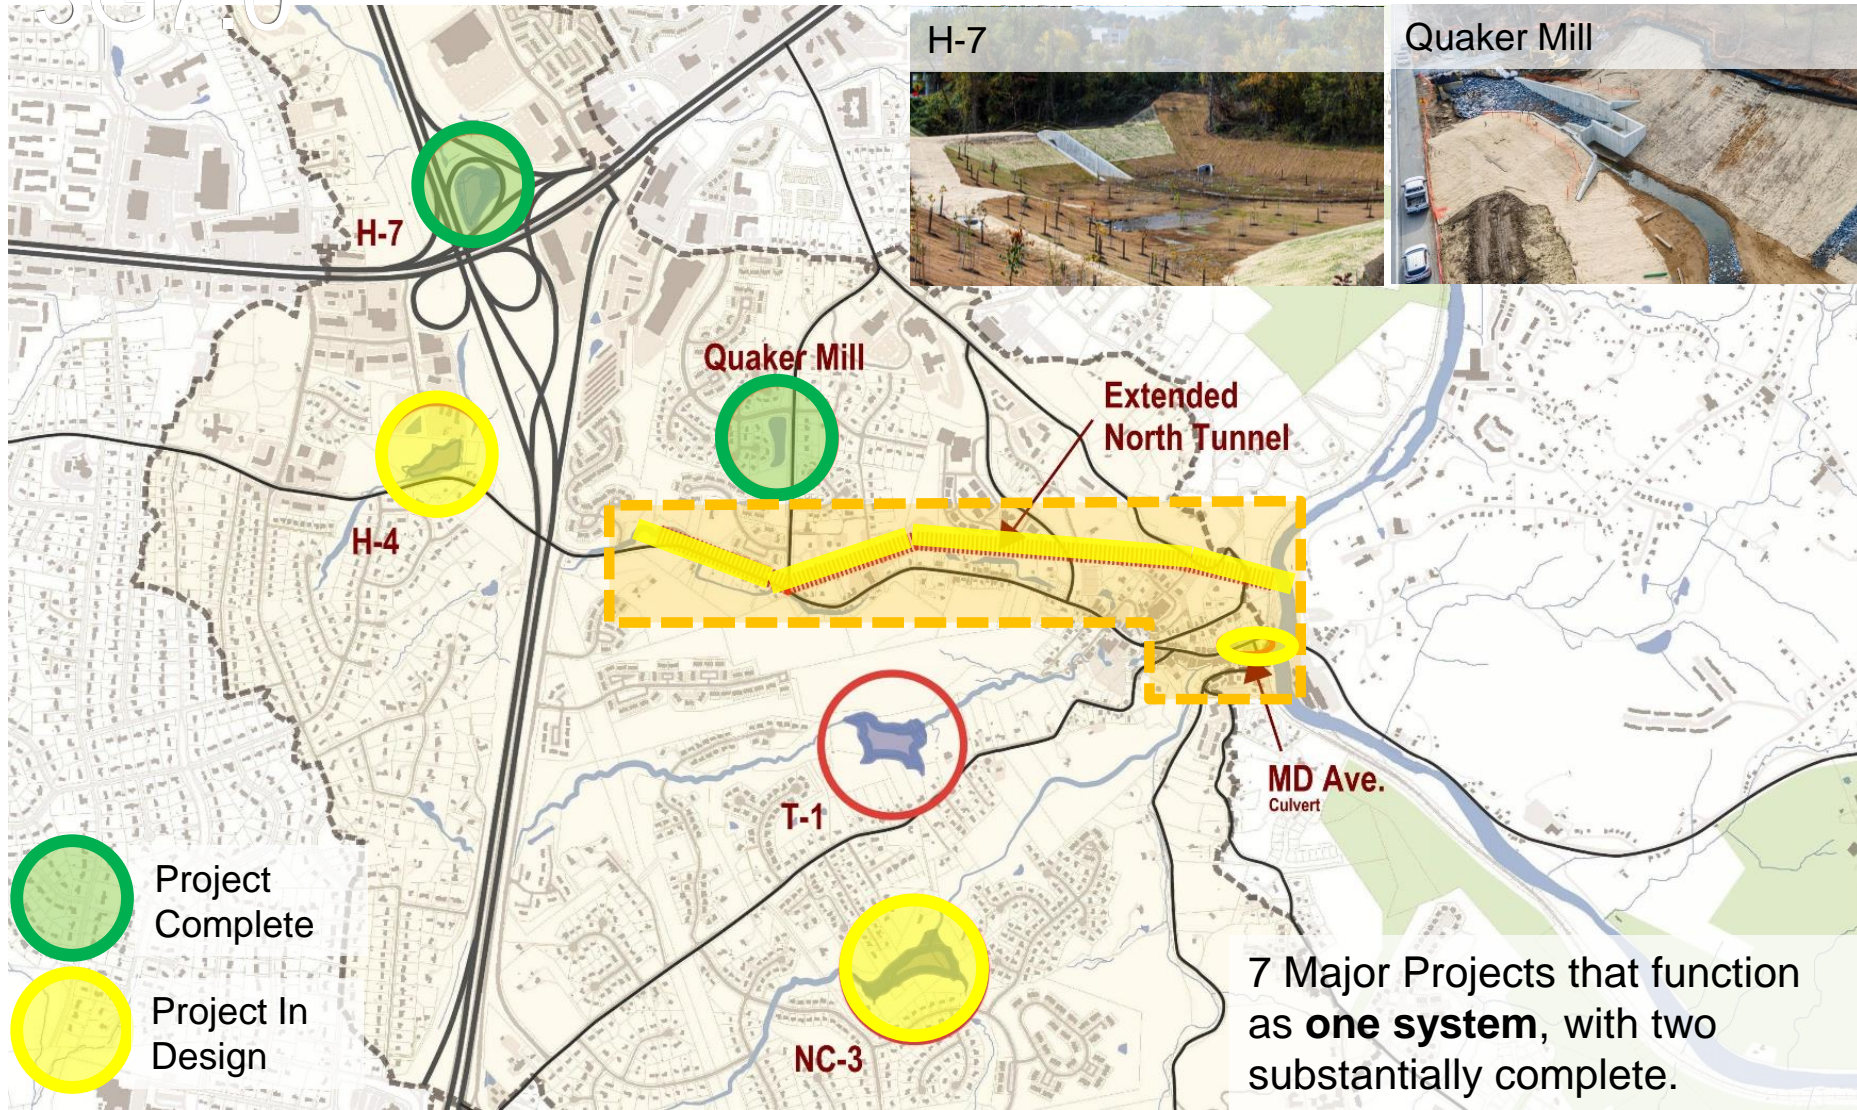 H-7
Quaker Mill
H-7
Quaker Mill
Extended
North Tunnel
H-4
T-1
MD Ave.
Culvert
NC-3
Project
Complete
Project In
Design
7 Major Projects that function
as one system, with two
substantially complete.